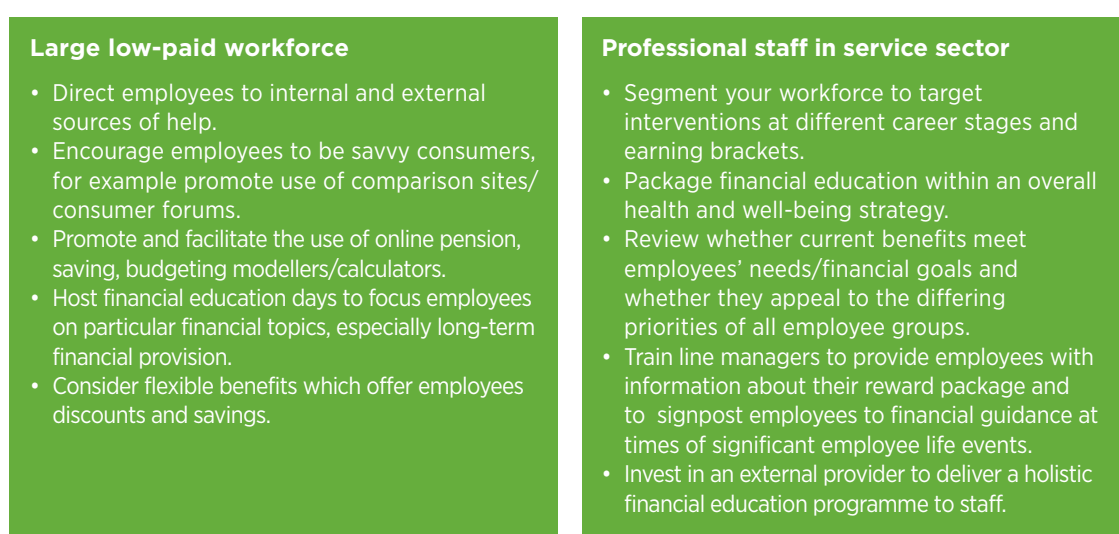 Large low-paid workforce
• Direct employees to internal and external
sources of help.
• Encourage employees to be savvy consumers,
for example promote use of comparison sites/
consumer forums.
• Promote and facilitate the use of online pension,
saving, budgeting modellers/calculators.
• Host financial education days to focus employees
on particular financial topics, especially long-term
financial provision.
• Consider flexible benefits which offer employees
discounts and savings.
Professional staff in service sector
• Segment your workforce to target
interventions at different career stages and
earning brackets.
• Package financial education within an overall
health and well-being strategy.
• Review whether current benefits meet
employees’ needs/financial goals and
whether they appeal to the differing
priorities of all employee groups.
• Train line managers to provide employees with
information about their reward package and
to signpost employees to financial guidance at
times of significant employee life events.
• Invest in an external provider to deliver a holistic
financial education programme to staff.